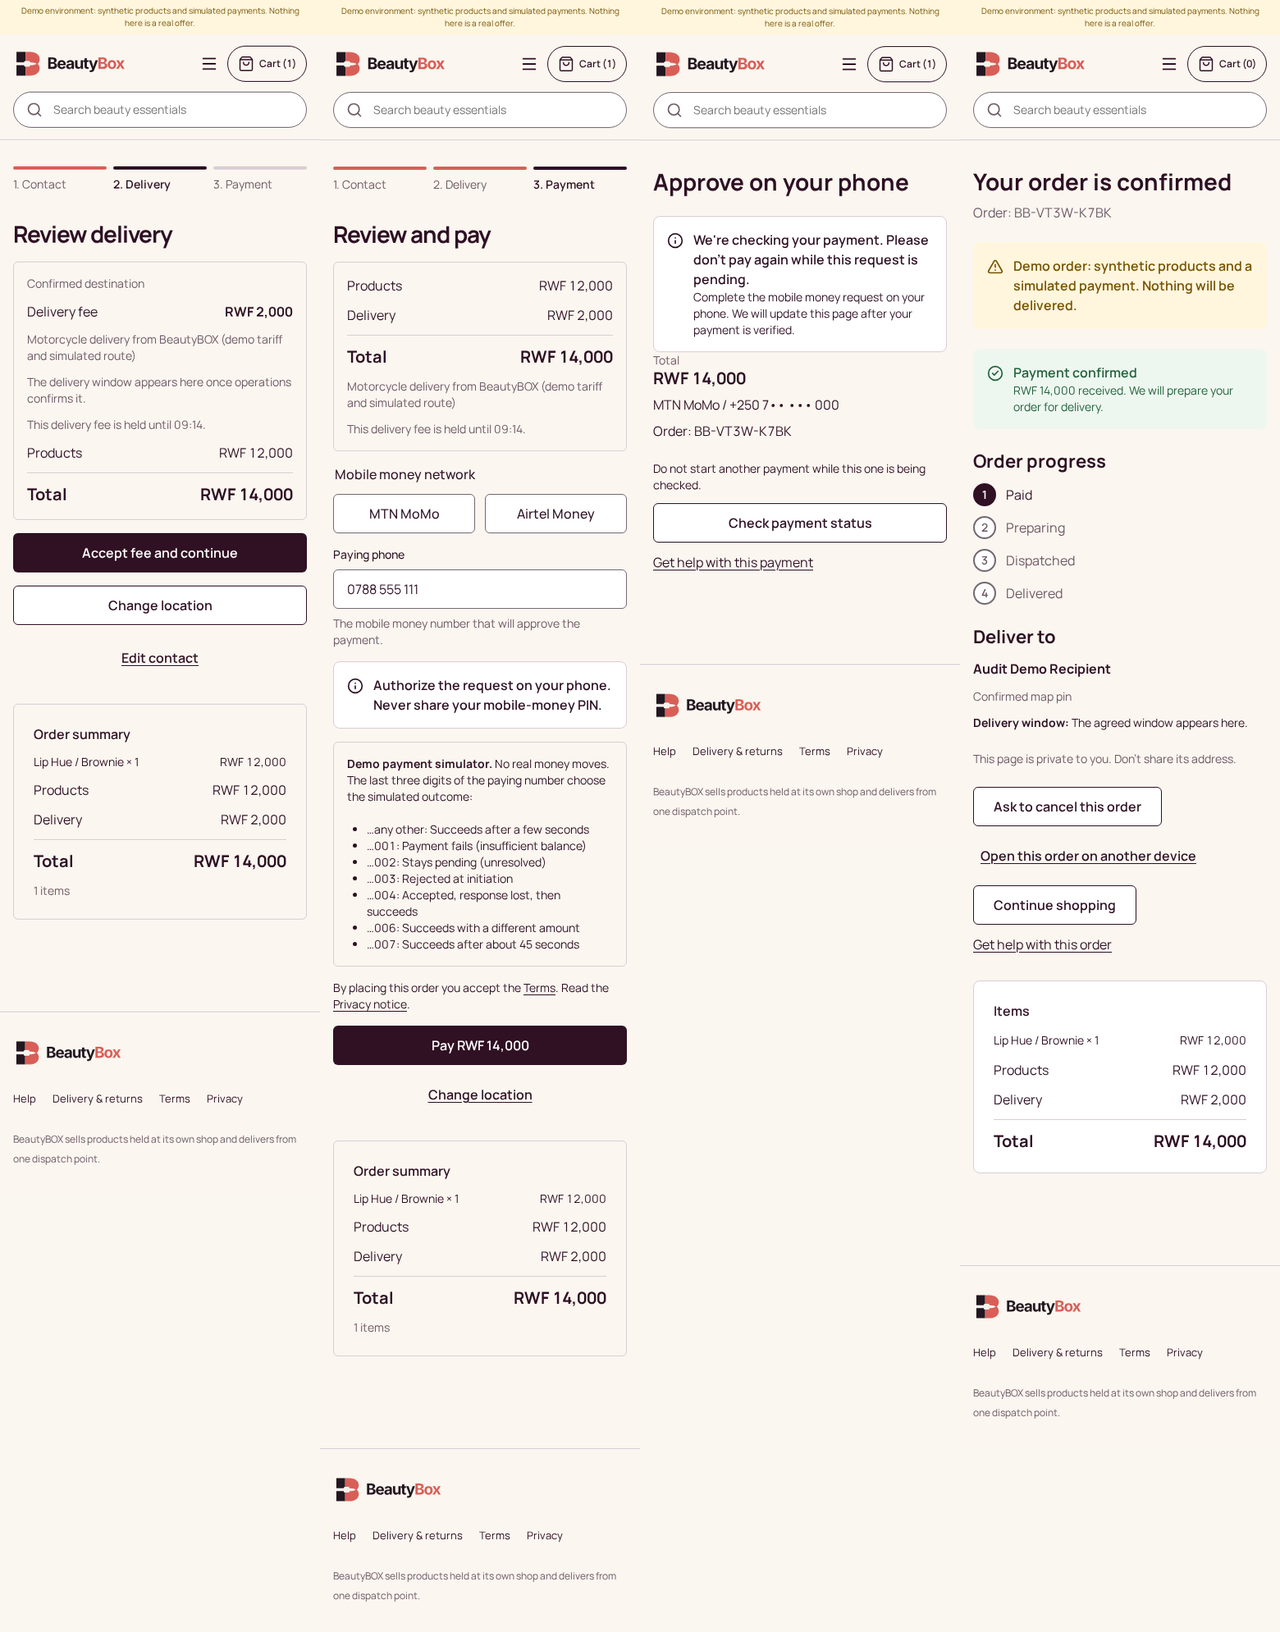 Demo environment: synthetic products and simulated payments. Nothing
here is a real offer.
BeautyBox
Cart (1)
Search beauty essentials
1. Contact
2. Delivery
3. Payment
Review delivery
Confirmed destination
Delivery fee RWF 2,000
Motorcycle delivery from BeautyBOX (demo tariff
and simulated route)
The delivery window appears here once operations
confirms it.
This delivery fee is held until 09:14.
Products RWF 12,000
Total RWF 14,000
Accept fee and continue
Change location
Edit contact
Order summary
Lip Hue / Brownie × 1 RWF 12,000
Products RWF 12,000
Delivery RWF 2,000
Total RWF 14,000
1 items
BeautyBox
Help Delivery & returns Terms Privacy
BeautyBOX sells products held at its own shop and delivers from
one dispatch point.
Demo environment: synthetic products and simulated payments. Nothing
here is a real offer.
BeautyBox
Cart (1)
Search beauty essentials
1. Contact
2. Delivery
3. Payment
Review and pay
Products RWF 12,000
Delivery RWF 2,000
Total RWF 14,000
Motorcycle delivery from BeautyBOX (demo tariff
and simulated route)
This delivery fee is held until 09:14.
Mobile money network
MTN MoMo
Airtel Money
Paying phone
0788 555 111
The mobile money number that will approve the
payment.
Authorize the request on your phone.
Never share your mobile-money PIN.
Demo payment simulator. No real money moves.
The last three digits of the paying number choose
the simulated outcome:
• …any other: Succeeds after a few seconds
• …001: Payment fails (insufficient balance)
• …002: Stays pending (unresolved)
• …003: Rejected at initiation
• …004: Accepted, response lost, then
succeeds
• …006: Succeeds with a different amount
• …007: Succeeds after about 45 seconds
By placing this order you accept the Terms. Read the
Privacy notice.
Pay RWF 14,000
Change location
Order summary
Lip Hue / Brownie × 1 RWF 12,000
Products RWF 12,000
Delivery RWF 2,000
Total RWF 14,000
1 items
BeautyBox
Help Delivery & returns Terms Privacy
BeautyBOX sells products held at its own shop and delivers from
one dispatch point.
Demo environment: synthetic products and simulated payments. Nothing
here is a real offer.
BeautyBox
Cart (1)
Search beauty essentials
Approve on your phone
We're checking your payment. Please
don't pay again while this request is
pending.
Complete the mobile money request on your
phone. We will update this page after your
payment is verified.
Total
RWF 14,000
MTN MoMo / +250 7•• ••• 000
Order: BB-VT3W-K7BK
Do not start another payment while this one is being
checked.
Check payment status
Get help with this payment
BeautyBox
Help Delivery & returns Terms Privacy
BeautyBOX sells products held at its own shop and delivers from
one dispatch point.
Demo environment: synthetic products and simulated payments. Nothing
here is a real offer.
BeautyBox
Cart (0)
Search beauty essentials
Your order is confirmed
Order: BB-VT3W-K7BK
Demo order: synthetic products and a
simulated payment. Nothing will be
delivered.
Payment confirmed
RWF 14,000 received. We will prepare your
order for delivery.
Order progress
1 Paid
2 Preparing
3 Dispatched
4 Delivered
Deliver to
Audit Demo Recipient
Confirmed map pin
Delivery window: The agreed window appears here.
This page is private to you. Don't share its address.
Ask to cancel this order
Open this order on another device
Continue shopping
Get help with this order
Items
Lip Hue / Brownie × 1 RWF 12,000
Products RWF 12,000
Delivery RWF 2,000
Total RWF 14,000
BeautyBox
Help Delivery & returns Terms Privacy
BeautyBOX sells products held at its own shop and delivers from
one dispatch point.